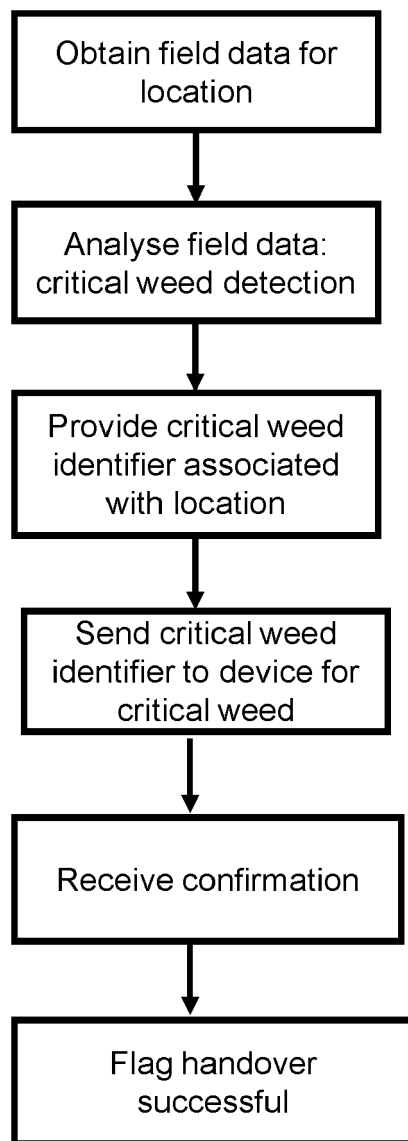 Obtain field data for
location
Analyse field data:
critical weed detection
Provide critical weed
identifier associated
with location
Send critical weed
identifier to device for
critical weed
Receive confirmation
Flag handover
successful